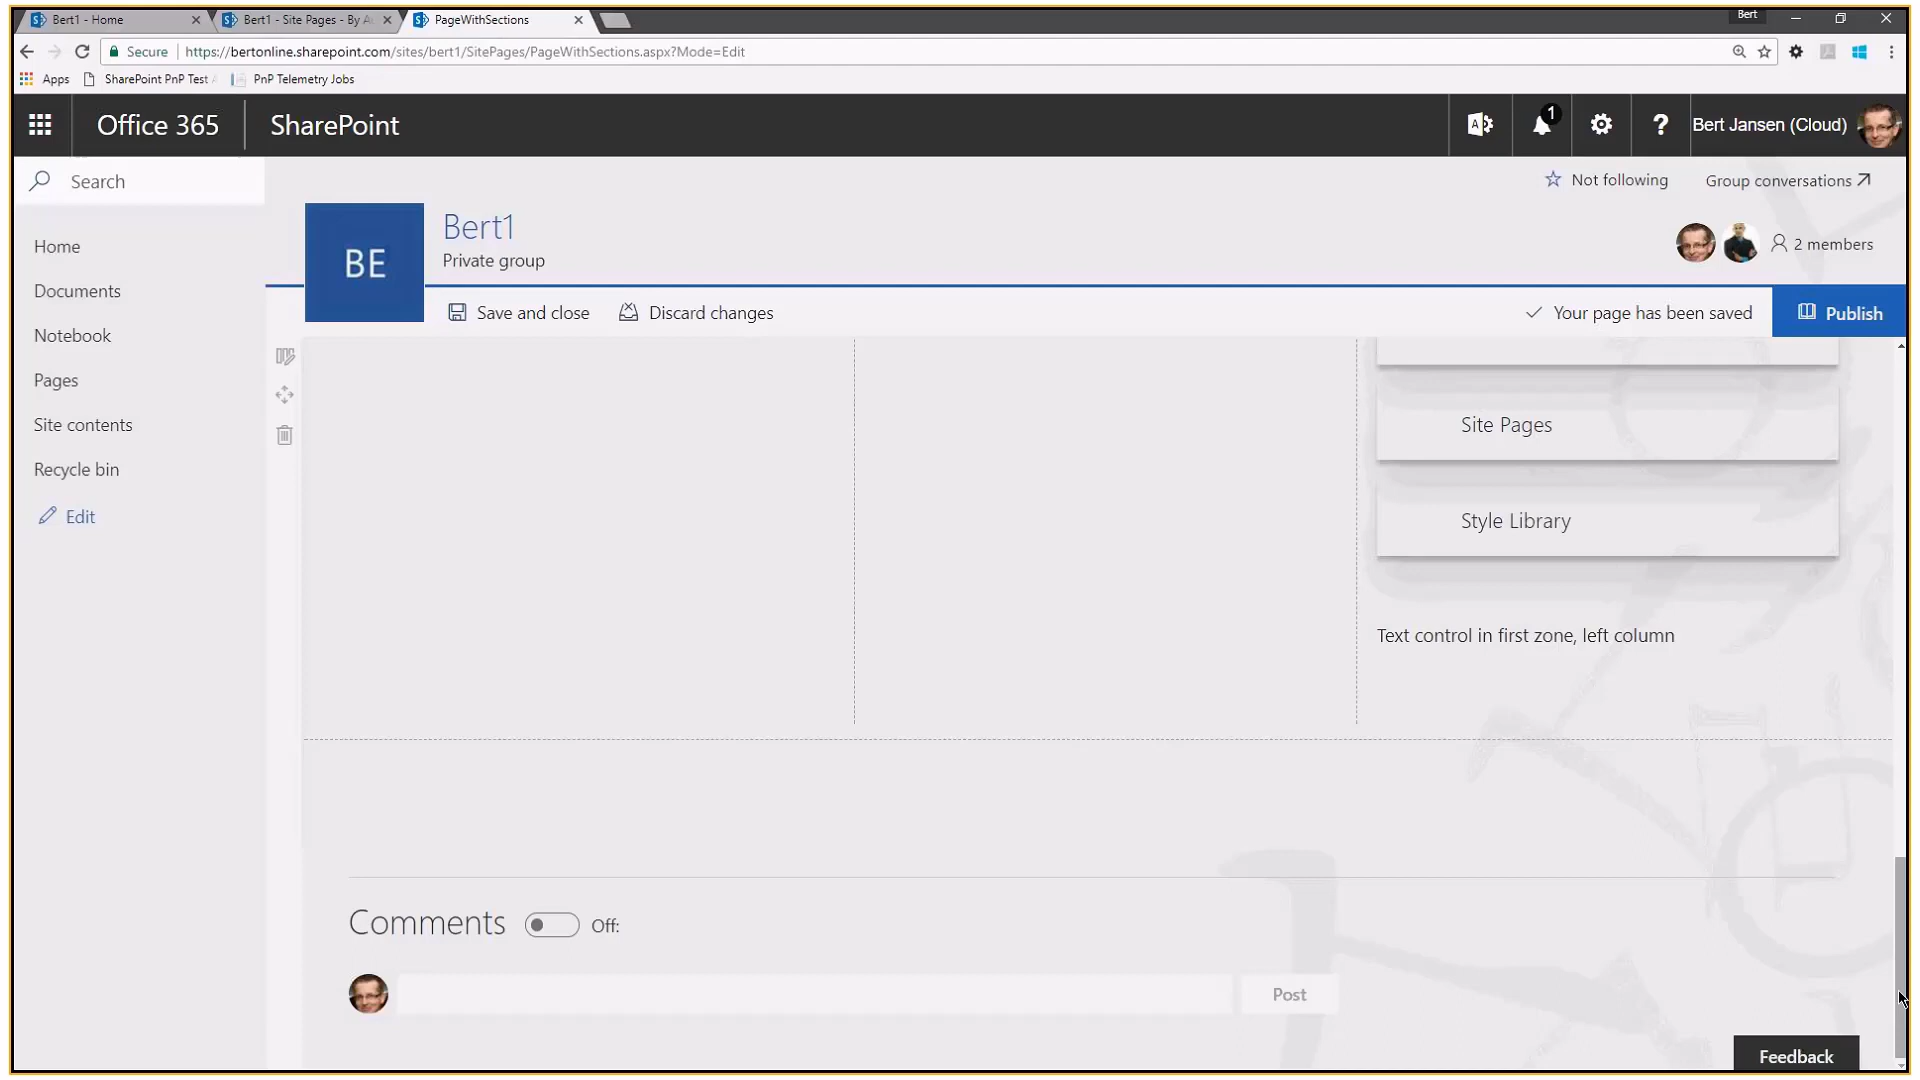 Bert1 - Home
Bert1 - Site Pages - By A
PageWithSections
Bert
Secure
https://bertonline.sharepoint.com/sites/bert1/SitePages/PageWithSections.aspx?Mode=Edit
Apps
SharePoint PnP Test
PnP Telemetry Jobs
Office 365
SharePoint
1
?
Bert Jansen (Cloud)
Search
Not following
Group conversations
BE
Bert1
Private group
2 members
Home
Documents
Notebook
Pages
Site contents
Recycle bin
Edit
Save and close
Discard changes
Your page has been saved
Publish
Site Pages
Style Library
Text control in first zone, left column
Comments
Off:
Post
Feedback